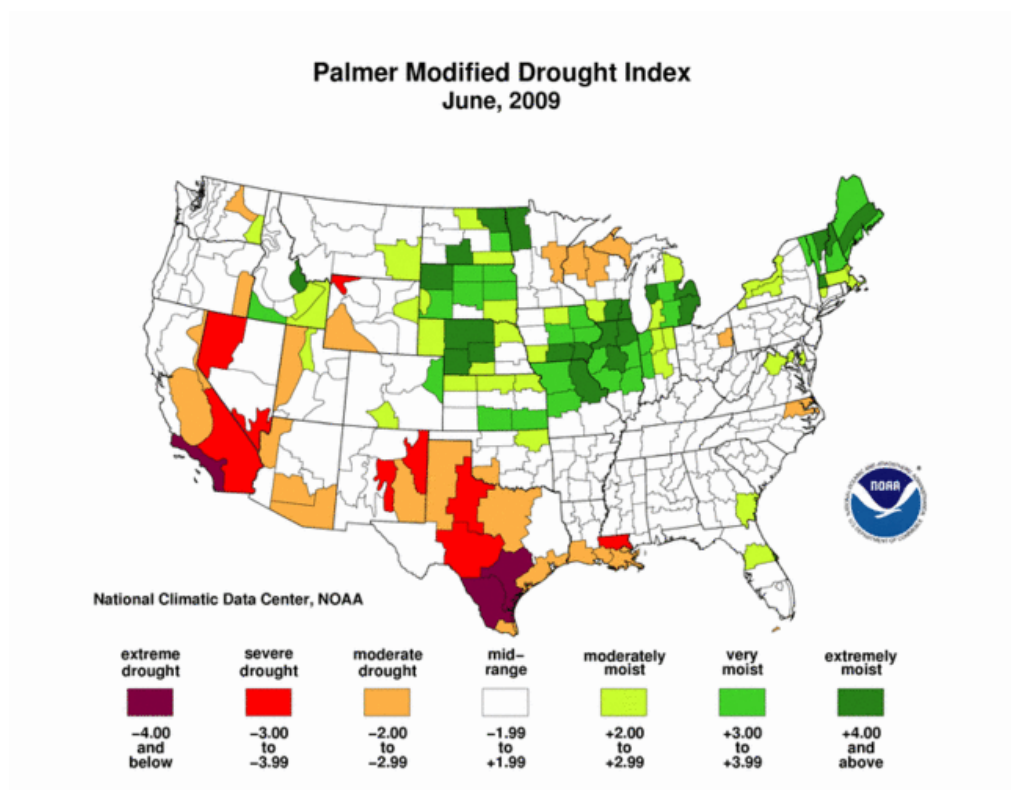 Palmer Modified Drought Index
June, 2009
NOAA
National Climatic Data Center, NOAA
extreme drought
severe drought
moderate drought
mid-range
moderately moist
very moist
extremely moist
−4.00 and below
−3.00 to −3.99
−2.00 to −2.99
−1.99 to +1.99
+2.00 to +2.99
+3.00 to +3.99
+4.00 and above